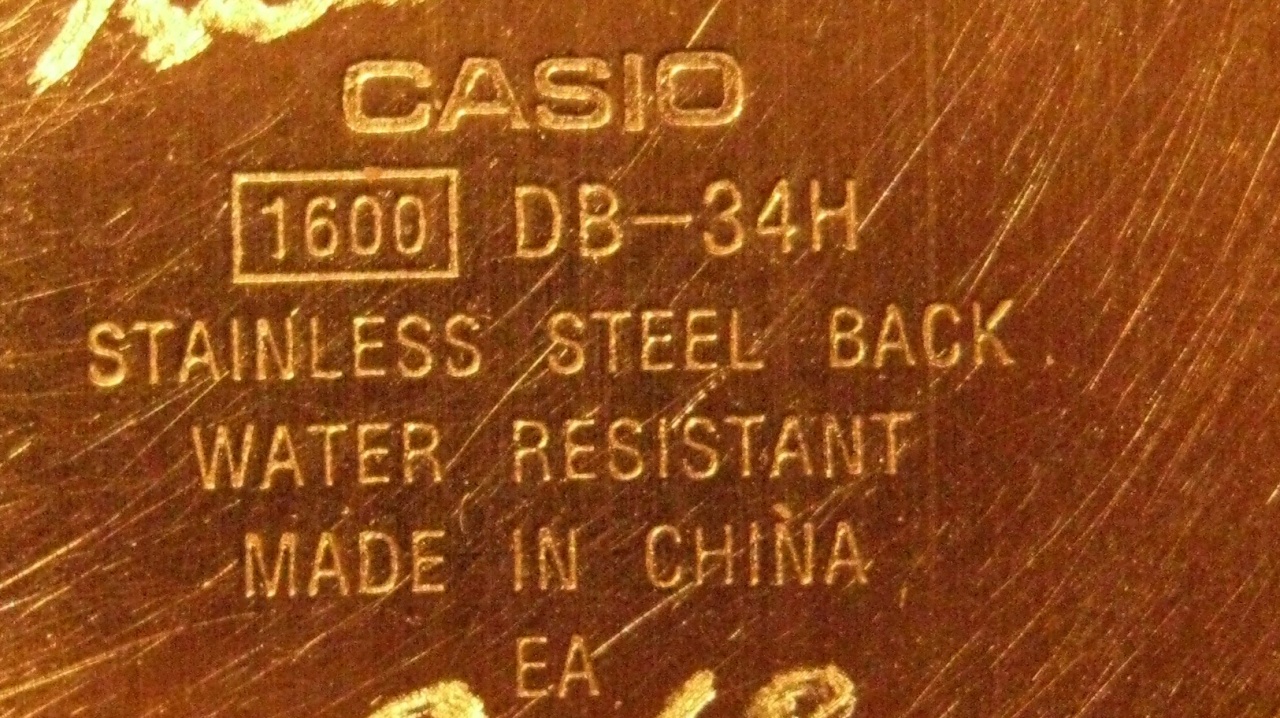 CASIO
1600 DB-34H
STAINLESS STEEL BACK
WATER RESISTANT
MADE IN CHINA
EA